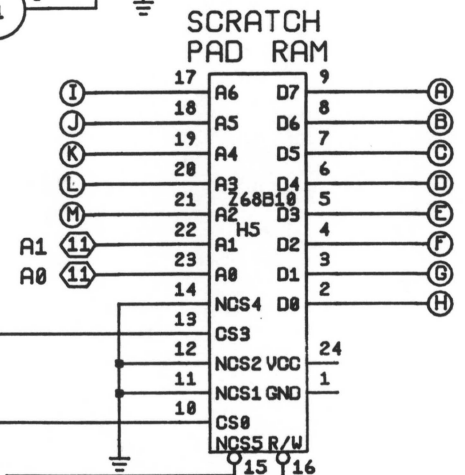 SCRATCH
PAD RAM
17 9
I A6 D7 A
18 8
J A5 D6 B
19 7
K A4 D5 C
20 6
L A3 D4 D
Z68B10
21 5
M A2 D3 E
H5
22 4
A1 11 A1 D2 F
23 3
A0 11 A0 D1 G
14 2
NCS4 D0 H
13
CS3
12 24
NCS2 VCC
11 1
NCS1 GND
10
CS0
NCS5 R/W
15 16